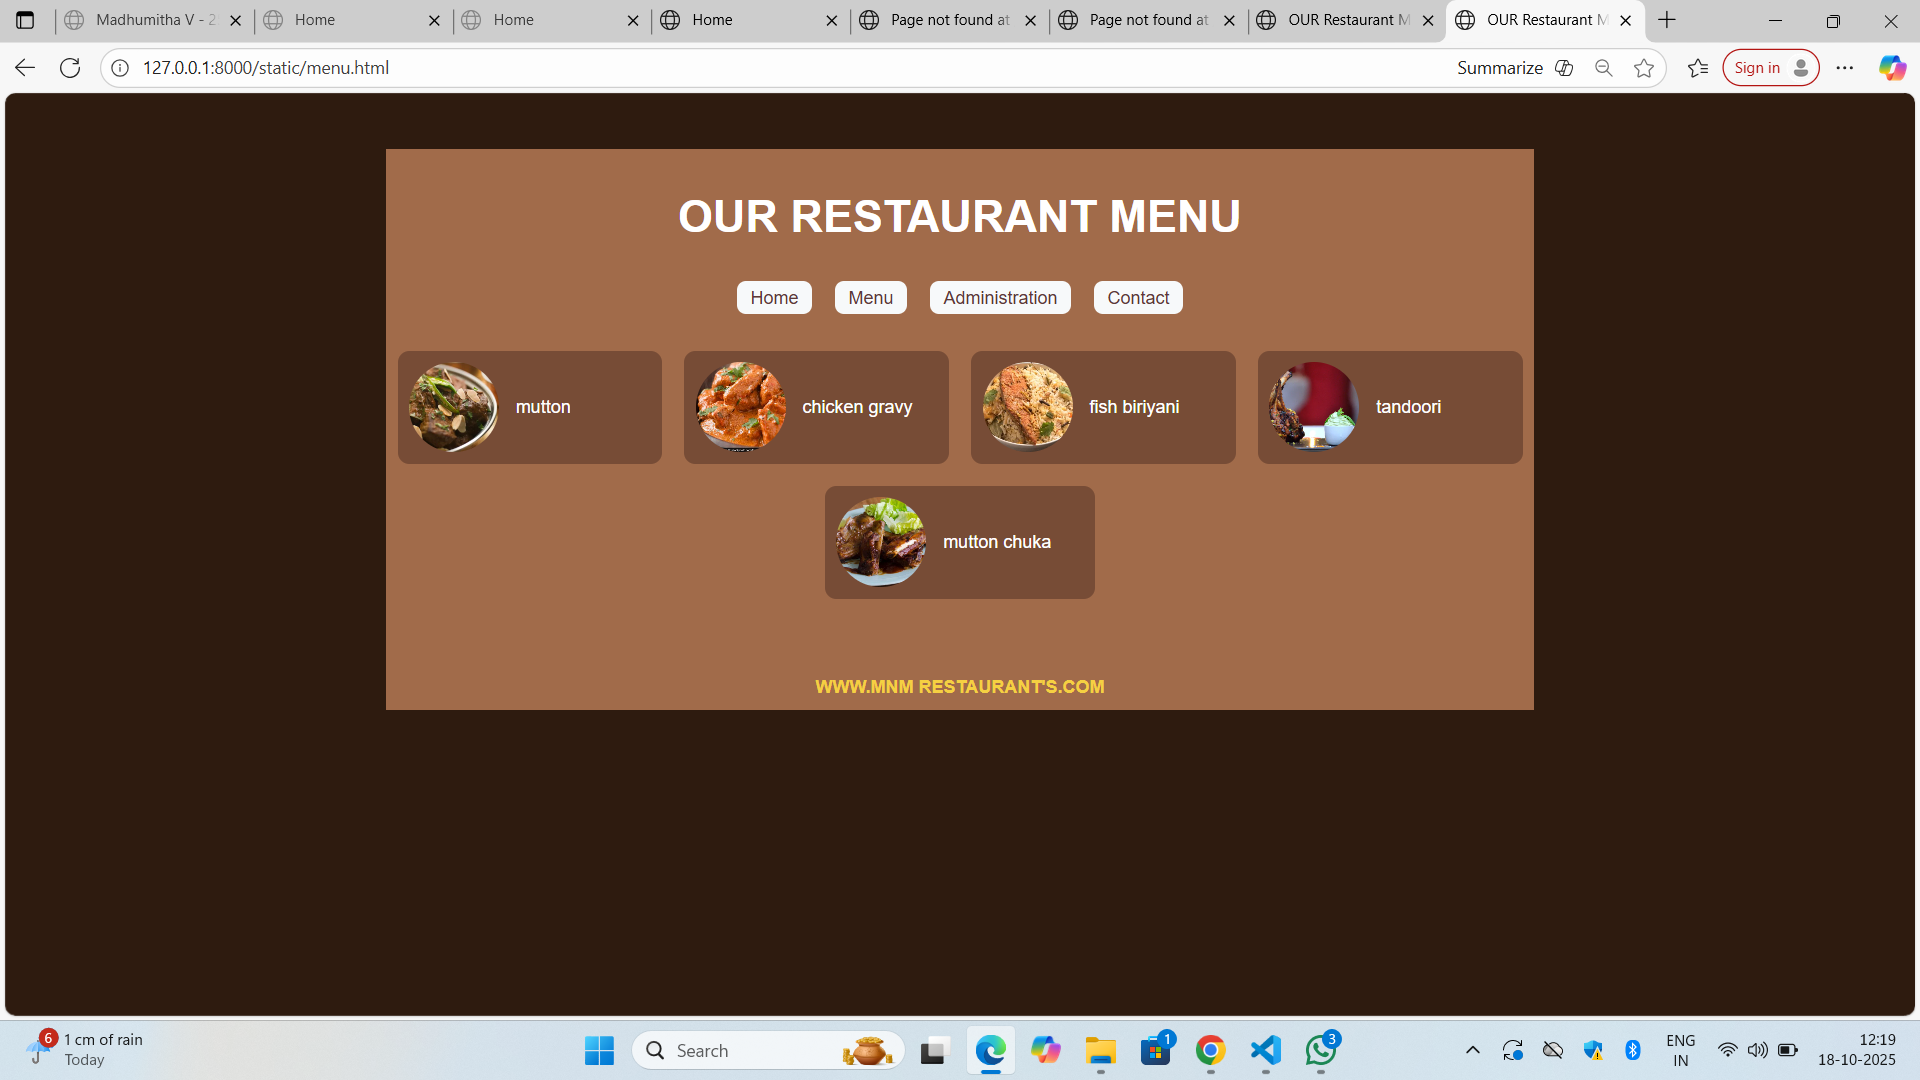 Madhumitha V - 2
Home
Home
Home
Page not found at
Page not found at
OUR Restaurant M
OUR Restaurant M
127.0.0.1:8000/static/menu.html
Summarize
Sign in
OUR RESTAURANT MENU
Home
Menu
Administration
Contact
mutton
chicken gravy
fish biriyani
tandoori
mutton chuka
WWW.MNM RESTAURANT'S.COM
6
1 cm of rain
Today
Search
1
3
ENG
IN
12:19
18-10-2025